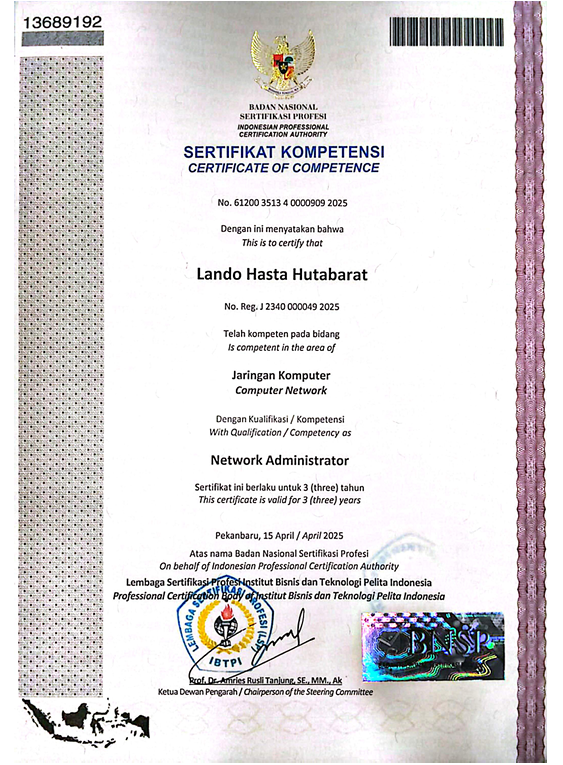 13689192
BADAN NASIONAL
SERTIFIKASI PROFESI
INDONESIAN PROFESSIONAL
CERTIFICATION AUTHORITY
SERTIFIKAT KOMPETENSI
CERTIFICATE OF COMPETENCE
No. 61200 3513 4 0000909 2025
Dengan ini menyatakan bahwa
This is to certify that
Lando Hasta Hutabarat
No. Reg. J 2340 000049 2025
Telah kompeten pada bidang
Is competent in the area of
Jaringan Komputer
Computer Network
Dengan Kualifikasi / Kompetensi
With Qualification / Competency as
Network Administrator
Sertifikat ini berlaku untuk 3 (three) tahun
This certificate is valid for 3 (three) years
Pekanbaru, 15 April / April 2025
Atas nama Badan Nasional Sertifikasi Profesi
On behalf of Indonesian Professional Certification Authority
Lembaga Sertifikasi Profesi Institut Bisnis dan Teknologi Pelita Indonesia
Professional Certification Body of Institut Bisnis dan Teknologi Pelita Indonesia
LEMBAGA SERTIFIKASI PROFESI (LSP)
IBTPI
BNSP
Prof. Dr. Amries Rusli Tanjung, SE., MM., Ak
Ketua Dewan Pengarah / Chairperson of the Steering Committee